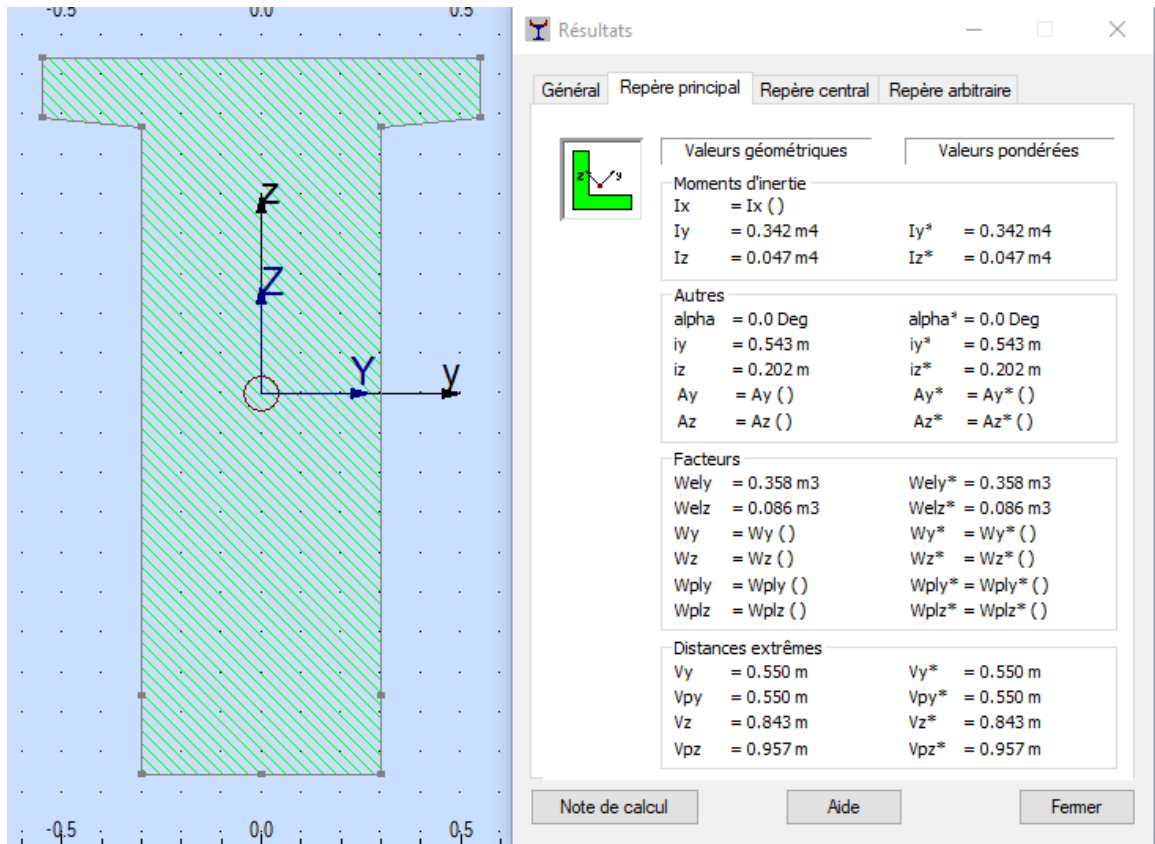 -0.5 0.0 0.5
z
Z
Y y
-0.5 0.0 0.5
Résultats
Général Repère principal Repère central Repère arbitraire
z y
Valeurs géométriques Valeurs pondérées
Moments d'inertie
Ix = Ix ()
Iy = 0.342 m4 Iy* = 0.342 m4
Iz = 0.047 m4 Iz* = 0.047 m4
Autres
alpha = 0.0 Deg alpha* = 0.0 Deg
iy = 0.543 m iy* = 0.543 m
iz = 0.202 m iz* = 0.202 m
Ay = Ay () Ay* = Ay* ()
Az = Az () Az* = Az* ()
Facteurs
Wely = 0.358 m3 Wely* = 0.358 m3
Welz = 0.086 m3 Welz* = 0.086 m3
Wy = Wy () Wy* = Wy* ()
Wz = Wz () Wz* = Wz* ()
Wply = Wply () Wply* = Wply* ()
Wplz = Wplz () Wplz* = Wplz* ()
Distances extrêmes
Vy = 0.550 m Vy* = 0.550 m
Vpy = 0.550 m Vpy* = 0.550 m
Vz = 0.843 m Vz* = 0.843 m
Vpz = 0.957 m Vpz* = 0.957 m
Note de calcul Aide Fermer